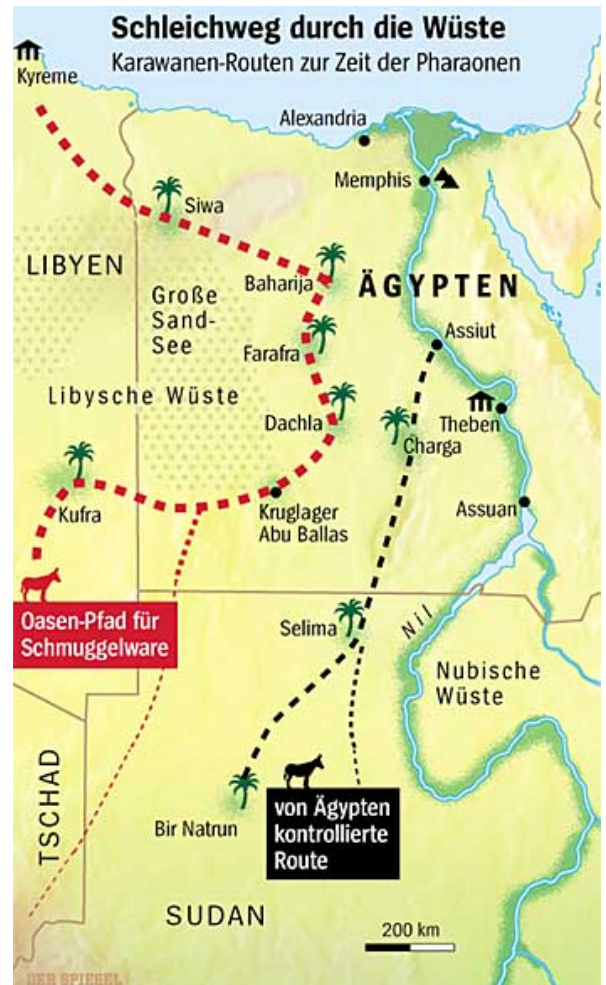 Schleichweg durch die Wüste
Karawanen-Routen zur Zeit der Pharaonen
Kyreme
Alexandria
Memphis
Siwa
LIBYEN
Baharija
ÄGYPTEN
Große
Sand-
See
Farafra
Assiut
Libysche Wüste
Dachla
Charga
Theben
Kufra
Kruglager
Abu Ballas
Assuan
Oasen-Pfad für
Schmuggelware
Selima
Nil
Nubische
Wüste
TSCHAD
Bir Natrun
von Ägypten
kontrollierte
Route
SUDAN
200 km
DER SPIEGEL